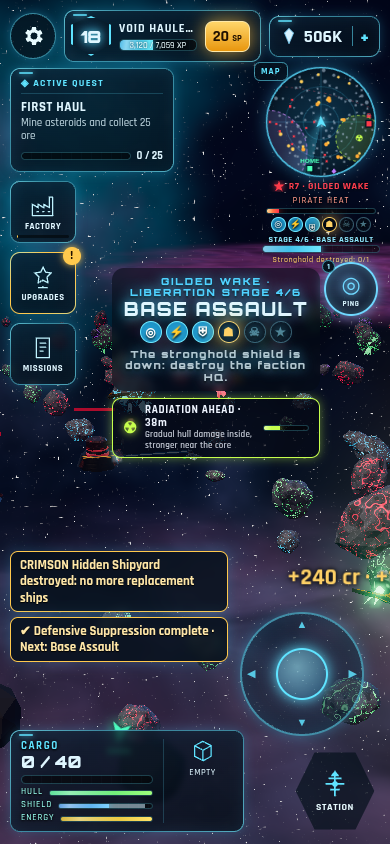 18
VOID HAULE…
3,120 / 7,059 XP
20 SP
506K
+
ACTIVE QUEST
FIRST HAUL
Mine asteroids and collect 25
ore
0 / 25
MAP
HOME
R7 · GILDED WAKE
PIRATE HEAT
STAGE 4/6 · BASE ASSAULT
Stronghold destroyed: 0/1
FACTORY
!
UPGRADES
MISSIONS
1
PING
GILDED WAKE ·
LIBERATION STAGE 4/6
BASE ASSAULT
The stronghold shield is
down: destroy the faction
HQ.
RADIATION AHEAD ·
38m
Gradual hull damage inside,
stronger near the core
CRIMSON Hidden Shipyard
destroyed: no more replacement
ships
✔ Defensive Suppression complete ·
Next: Base Assault
+240 cr · +
CARGO
0 / 40
HULL
SHIELD
ENERGY
EMPTY
STATION